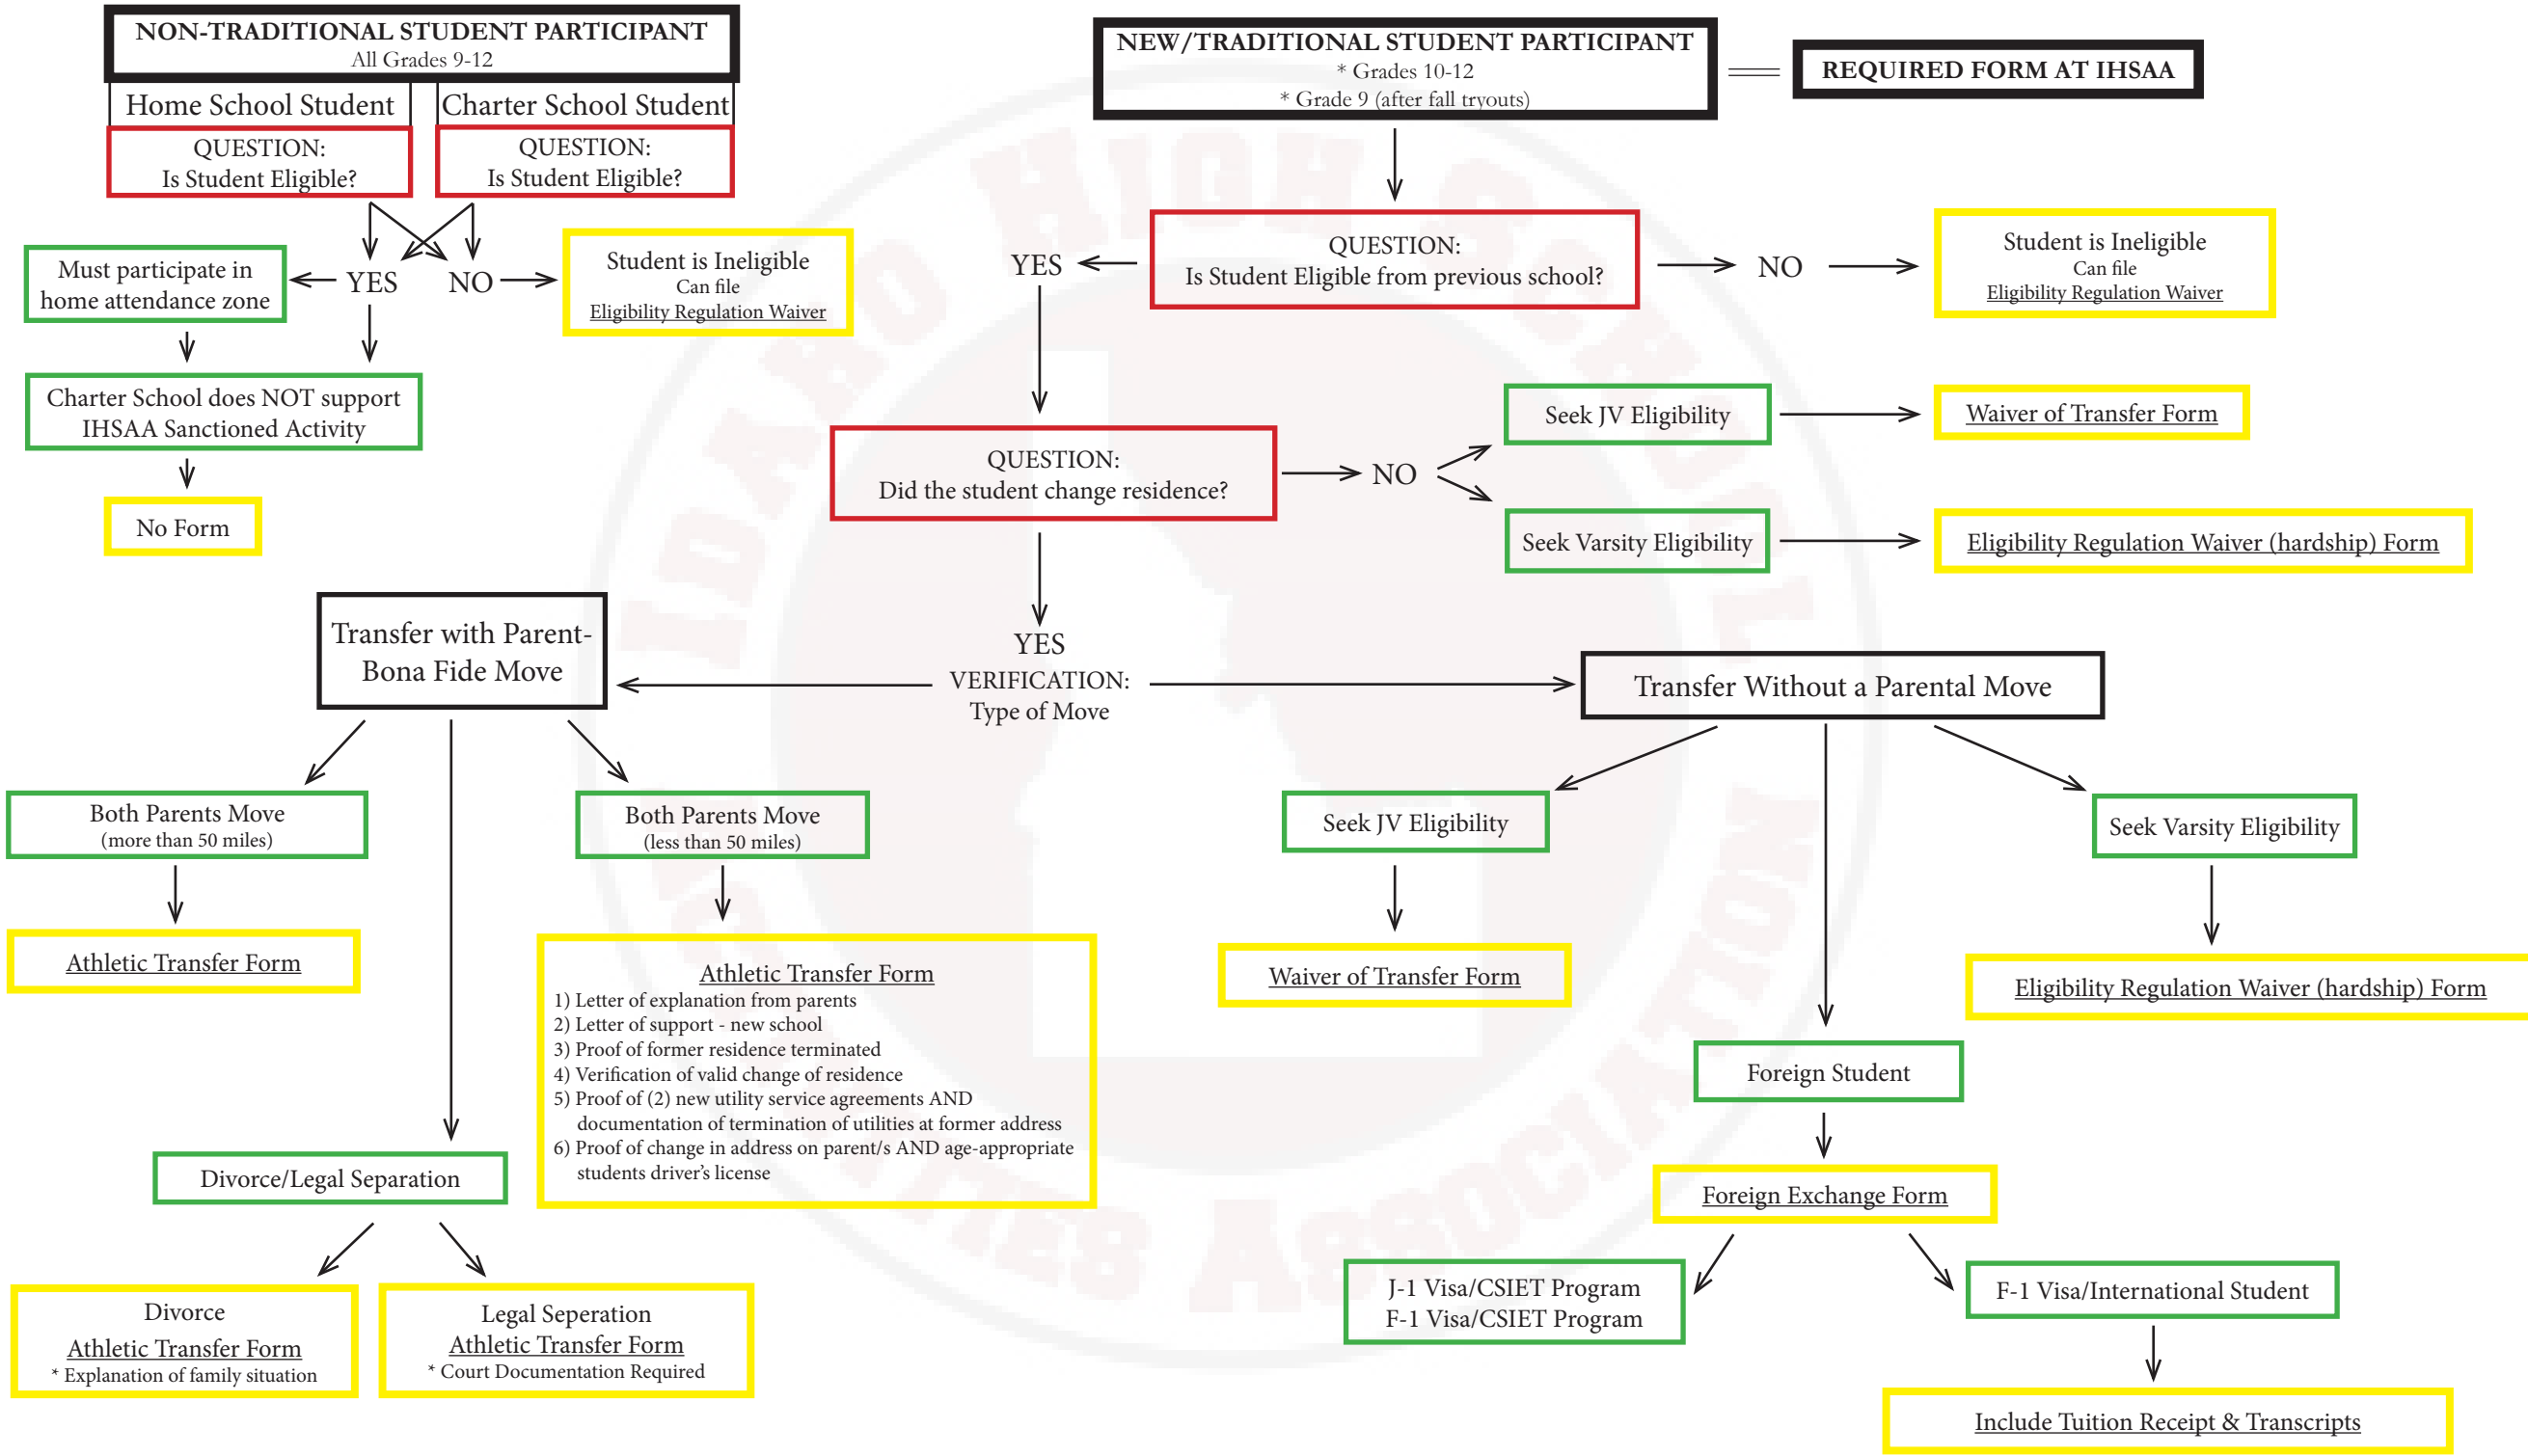 NON-TRADITIONAL STUDENT PARTICIPANT
All Grades 9-12
Home School Student
Charter School Student
QUESTION:
Is Student Eligible?
QUESTION:
Is Student Eligible?
Must participate in
home attendance zone
YES
NO
Student is Ineligible
Can file
Eligibility Regulation Waiver
Charter School does NOT support
IHSAA Sanctioned Activity
No Form
NEW/TRADITIONAL STUDENT PARTICIPANT
* Grades 10-12
* Grade 9 (after fall tryouts)
REQUIRED FORM AT IHSAA
QUESTION:
Is Student Eligible from previous school?
YES
NO
Student is Ineligible
Can file
Eligibility Regulation Waiver
QUESTION:
Did the student change residence?
NO
Seek JV Eligibility
Waiver of Transfer Form
Seek Varsity Eligibility
Eligibility Regulation Waiver (hardship) Form
YES
VERIFICATION:
Type of Move
Transfer with Parent-
Bona Fide Move
Both Parents Move
(more than 50 miles)
Athletic Transfer Form
Both Parents Move
(less than 50 miles)
Athletic Transfer Form
1) Letter of explanation from parents
2) Letter of support - new school
3) Proof of former residence terminated
4) Verification of valid change of residence
5) Proof of (2) new utility service agreements AND
documentation of termination of utilities at former address
6) Proof of change in address on parent/s AND age-appropriate
students driver's license
Divorce/Legal Separation
Divorce
Athletic Transfer Form
* Explanation of family situation
Legal Seperation
Athletic Transfer Form
* Court Documentation Required
Transfer Without a Parental Move
Seek JV Eligibility
Waiver of Transfer Form
Seek Varsity Eligibility
Eligibility Regulation Waiver (hardship) Form
Foreign Student
Foreign Exchange Form
J-1 Visa/CSIET Program
F-1 Visa/CSIET Program
F-1 Visa/International Student
Include Tuition Receipt & Transcripts
IDAHO HIGH SCHOOL
ASSOCIATION